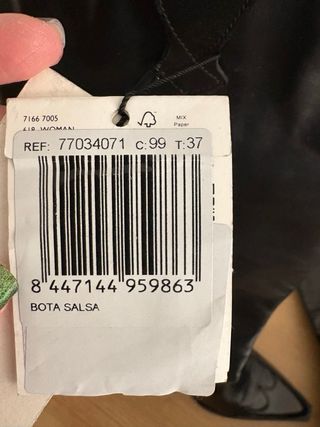 7166 7005
618 WOMAN
MIX
Paper
REF: 77034071 C:99 T:37
8 447144 959863
BOTA SALSA